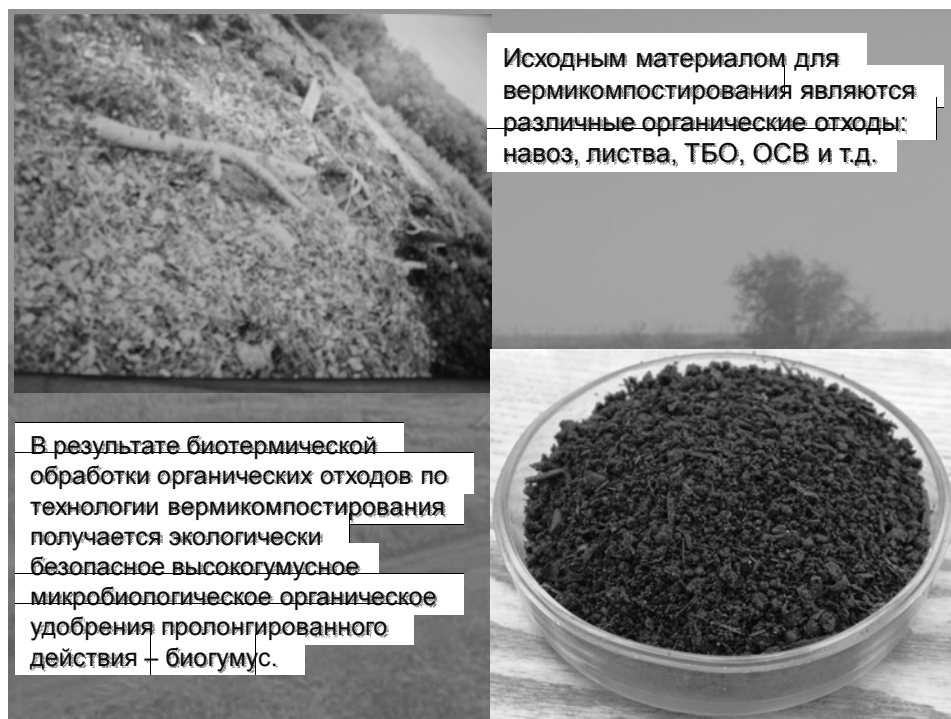 Исходным материалом для
вермикомпостирования являются
различные органические отходы:
навоз, листва, ТБО, ОСВ и т.д.
В результате биотермической
обработки органических отходов по
технологии вермикомпостирования
получается экологически
безопасное высокогумусное
микробиологическое органическое
удобрения пролонгированного
действия – биогумус.